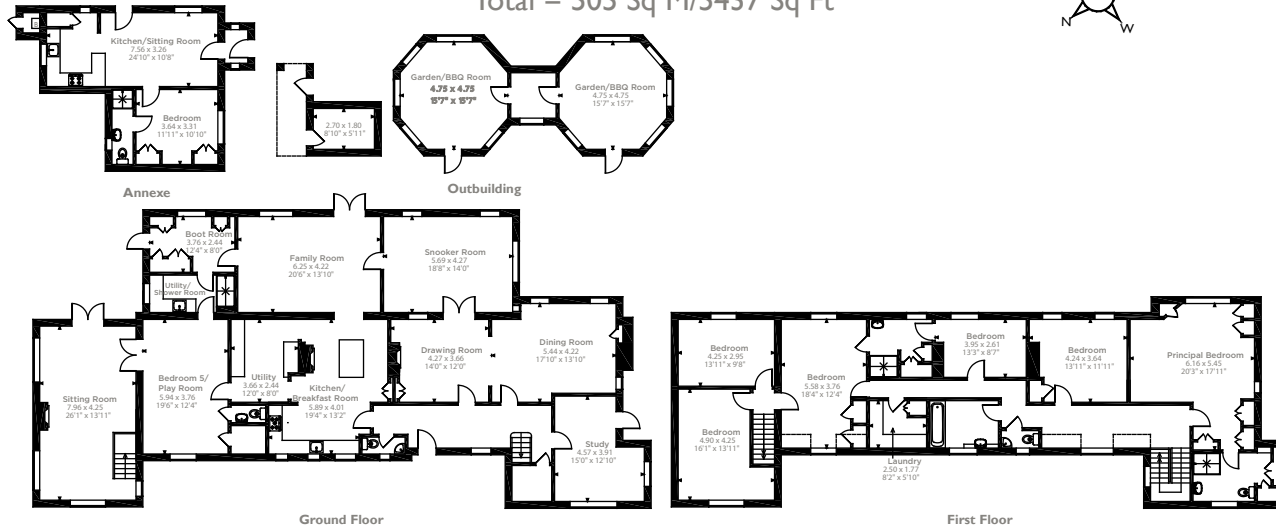 Total = 505 Sq M/5437 Sq Ft
N
W
Kitchen/Sitting Room
7.56 x 3.26
24'10" x 10'8"
Bedroom
3.64 x 3.31
11'11" x 10'10"
Annexe
2.70 x 1.80
8'10" x 5'11"
Garden/BBQ Room
4.75 x 4.75
15'7" x 15'7"
Garden/BBQ Room
4.75 x 4.75
15'7" x 15'7"
Outbuilding
Boot Room
3.76 x 2.44
12'4" x 8'0"
Utility/
Shower Room
Family Room
6.25 x 4.22
20'6" x 13'10"
Snooker Room
5.69 x 4.27
18'8" x 14'0"
Sitting Room
7.96 x 4.25
26'1" x 13'11"
Bedroom 5/
Play Room
5.94 x 3.76
19'6" x 12'4"
Utility
3.66 x 2.44
12'0" x 8'0"
Kitchen/
Breakfast Room
5.89 x 4.01
19'4" x 13'2"
Drawing Room
4.27 x 3.66
14'0" x 12'0"
Dining Room
5.44 x 4.22
17'10" x 13'10"
Study
4.57 x 3.91
15'0" x 12'10"
Ground Floor
Bedroom
4.25 x 2.95
13'11" x 9'8"
Bedroom
4.90 x 4.25
16'1" x 13'11"
Bedroom
5.58 x 3.76
18'4" x 12'4"
Bedroom
3.95 x 2.61
13'3" x 8'7"
Bedroom
4.24 x 3.64
13'11" x 11'11"
Principal Bedroom
6.16 x 5.45
20'3" x 17'11"
Laundry
2.50 x 1.77
8'2" x 5'10"
First Floor